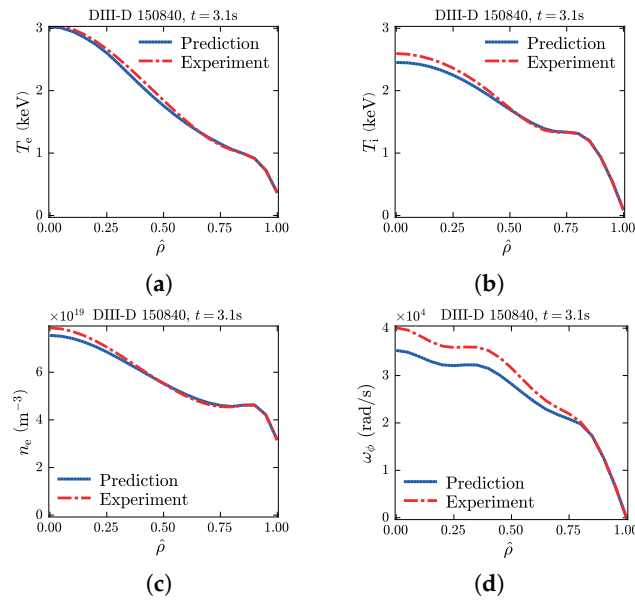 DIII-D 150840, t = 3.1s
3
2
1
0
T_e (keV)
Prediction
Experiment
0.00 0.25 0.50 0.75 1.00
ρ̂
(a)
DIII-D 150840, t = 3.1s
3
2
1
0
T_i (keV)
Prediction
Experiment
0.00 0.25 0.50 0.75 1.00
ρ̂
(b)
×10^19 DIII-D 150840, t = 3.1s
6
4
2
0
n_e (m^−3)
Prediction
Experiment
0.00 0.25 0.50 0.75 1.00
ρ̂
(c)
×10^4 DIII-D 150840, t = 3.1s
4
3
2
1
0
ω_ϕ (rad/s)
Prediction
Experiment
0.00 0.25 0.50 0.75 1.00
ρ̂
(d)